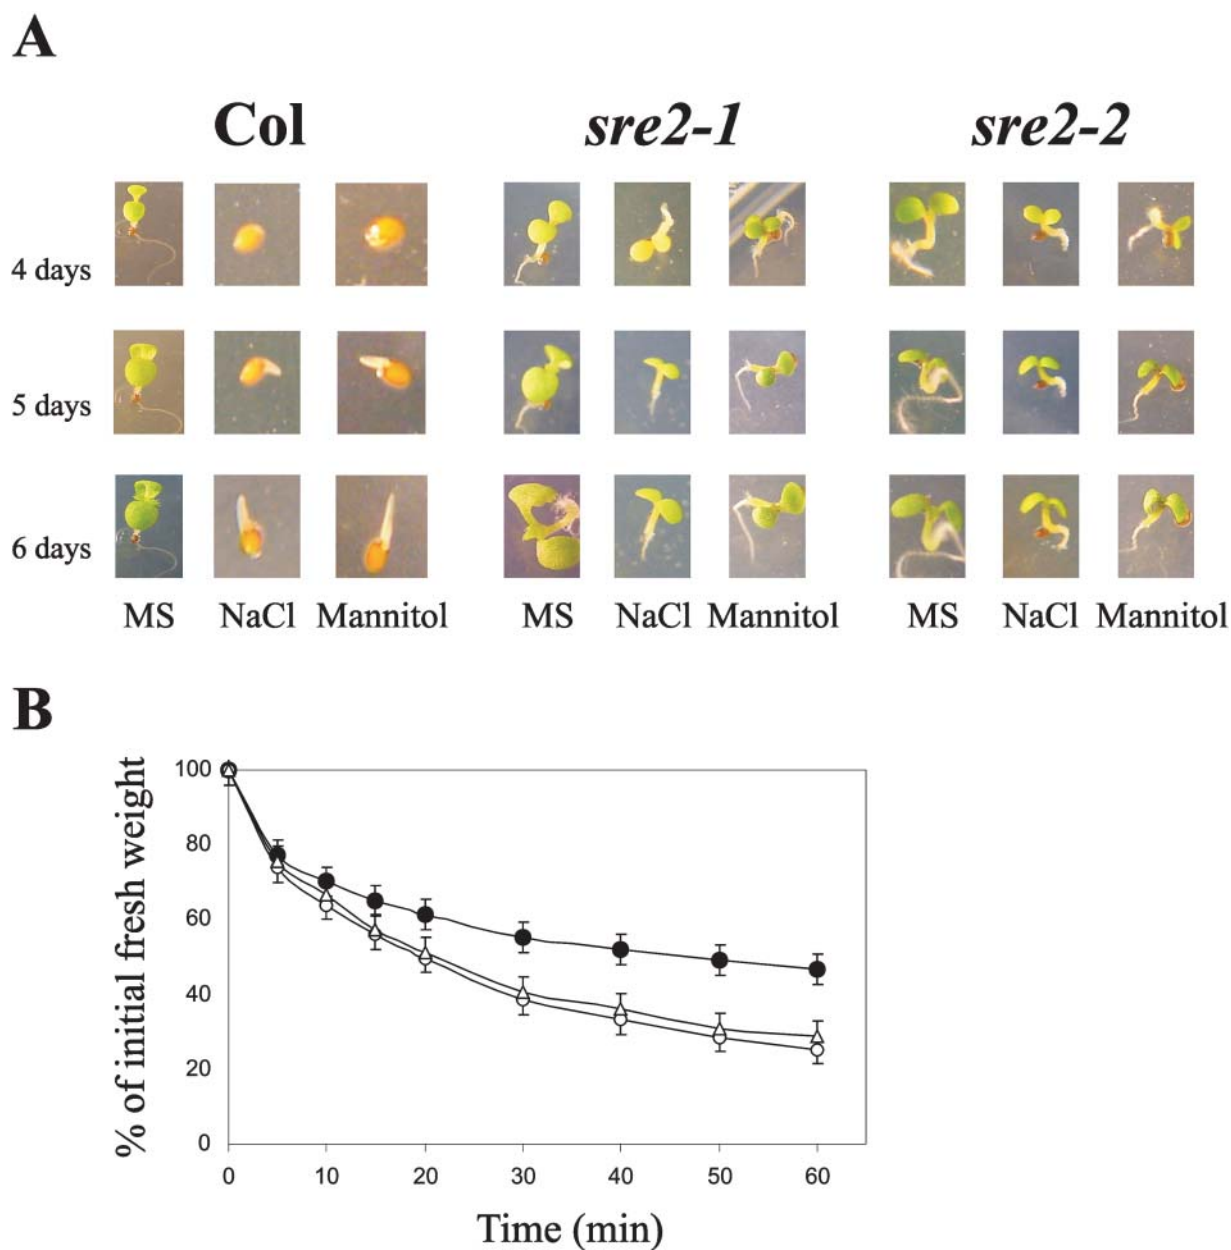 A
Col sre2-1 sre2-2
4 days
5 days
6 days
MS NaCl Mannitol MS NaCl Mannitol MS NaCl Mannitol
B
% of initial fresh weight
100
80
60
40
20
0
0 10 20 30 40 50 60
Time (min)